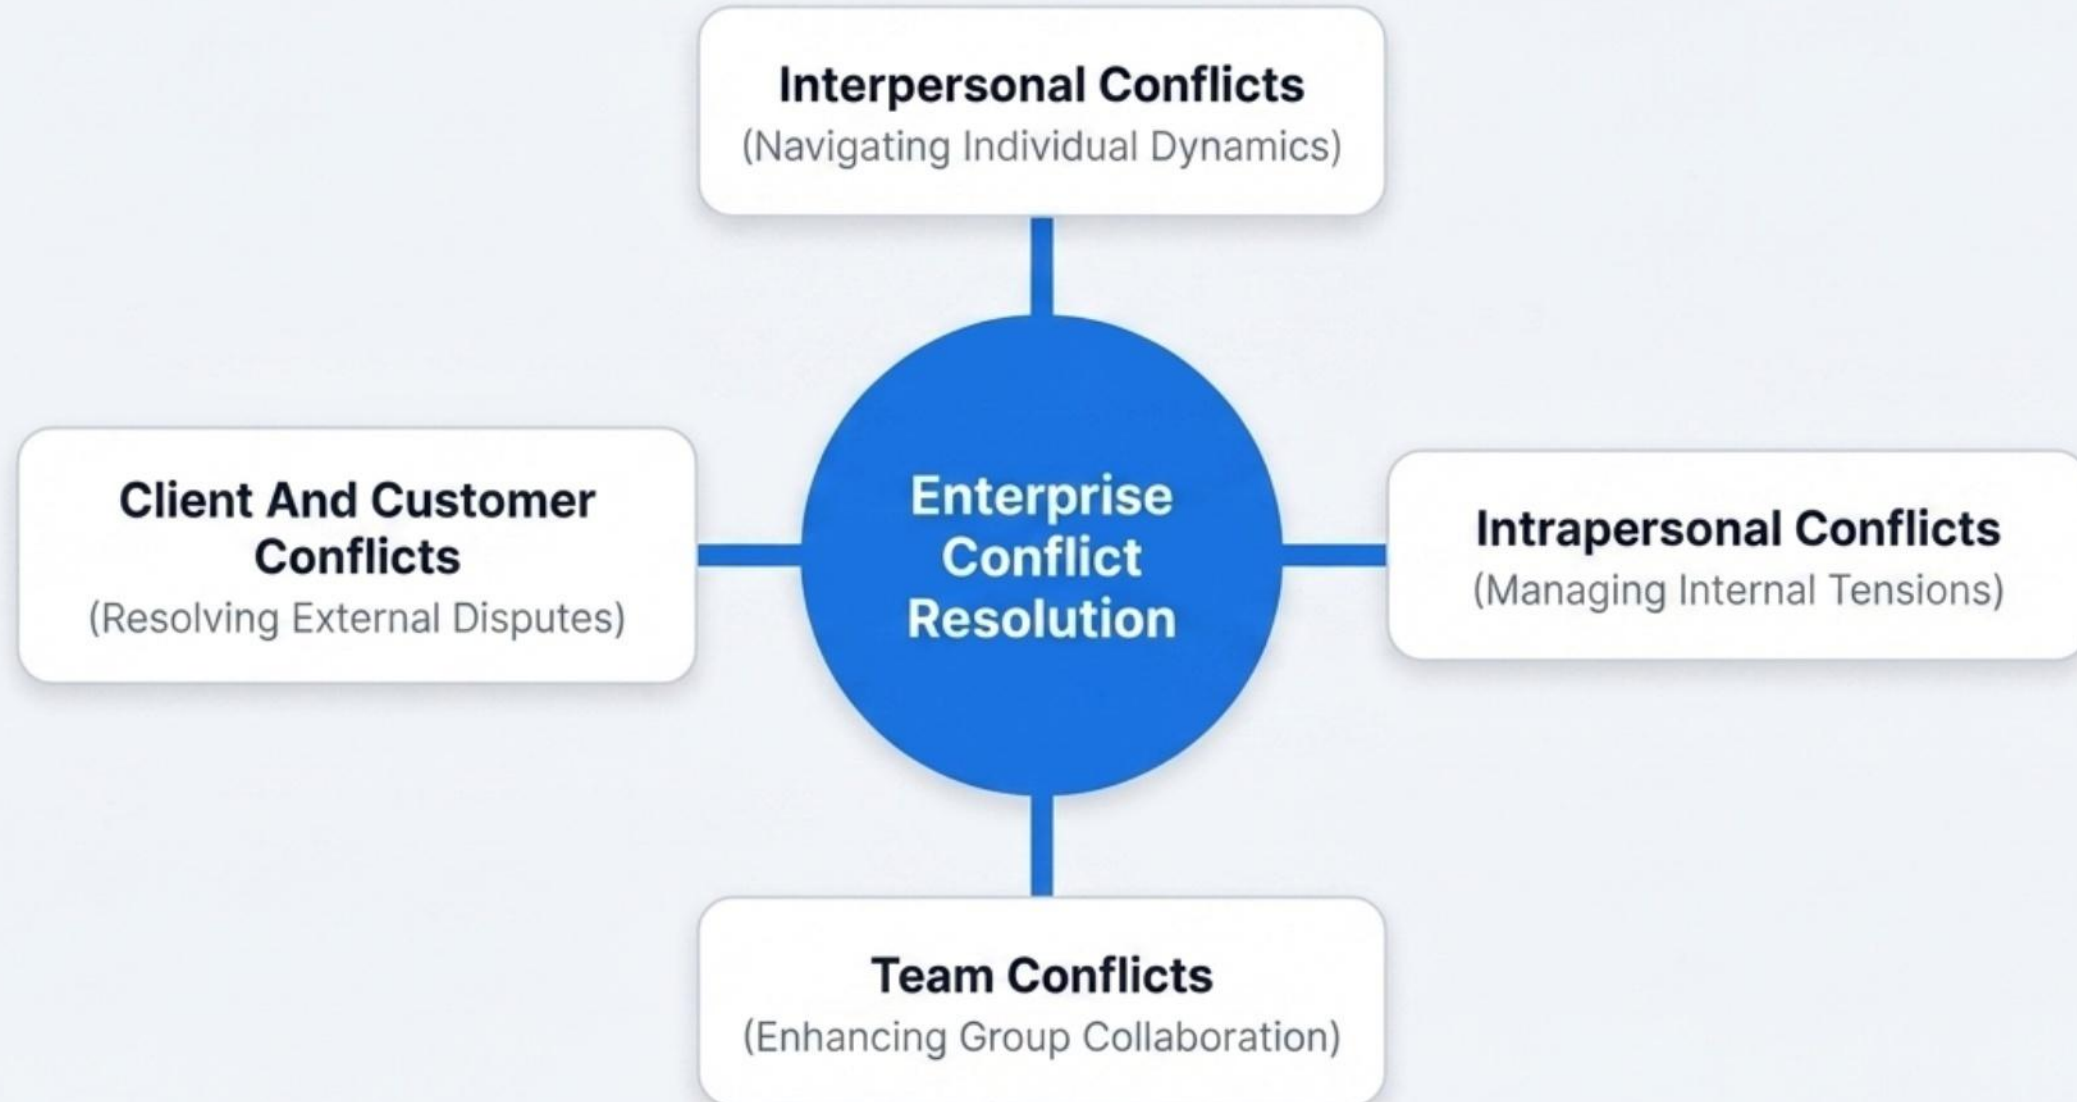 Interpersonal Conflicts
(Navigating Individual Dynamics)
Client And Customer
Conflicts
(Resolving External Disputes)
Enterprise
Conflict
Resolution
Intrapersonal Conflicts
(Managing Internal Tensions)
Team Conflicts
(Enhancing Group Collaboration)